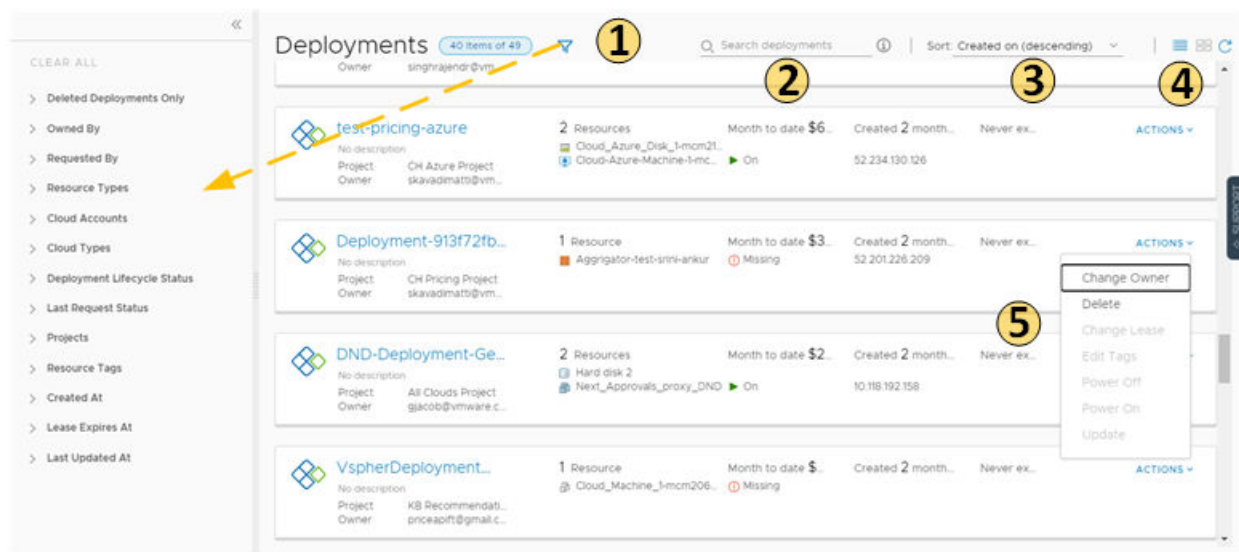 «
CLEAR ALL
> Deleted Deployments Only
> Owned By
> Requested By
> Resource Types
> Cloud Accounts
> Cloud Types
> Deployment Lifecycle Status
> Last Request Status
> Projects
> Resource Tags
> Created At
> Lease Expires At
> Last Updated At
Deployments 40 items of 49 1 Search deployments Sort: Created on (descending)
2 3 4
Owner singhrajendr@vm...
test-pricing-azure 2 Resources Month to date $6... Created 2 month... Never ex... ACTIONS
No description Cloud_Azure_Disk_1-mcm21...
Cloud-Azure-Machine-1-mc... On 52.234.130.126
Project CH Azure Project
Owner skavadimatti@vm...
Deployment-913f72fb... 1 Resource Month to date $3... Created 2 month... Never ex... ACTIONS
No description Aggrigator-test-srini-ankur Missing 52.201.226.209
Project CH Pricing Project
Owner skavadimatti@vm...
Change Owner
Delete
Change Lease
Edit Tags
Power Off
Power On
Update
5
DND-Deployment-Ge... 2 Resources Month to date $2... Created 2 month... Never ex...
No description Hard disk 2
Next_Approvals_proxy_DND On 10.118.192.158
Project All Clouds Project
Owner gjacob@vmware.c...
VspherDeployment... 1 Resource Month to date $... Created 2 month... Never ex... ACTIONS
No description Cloud_Machine_1-mcm206... Missing
Project KB Recommendati...
Owner priceapift@gmail.c...